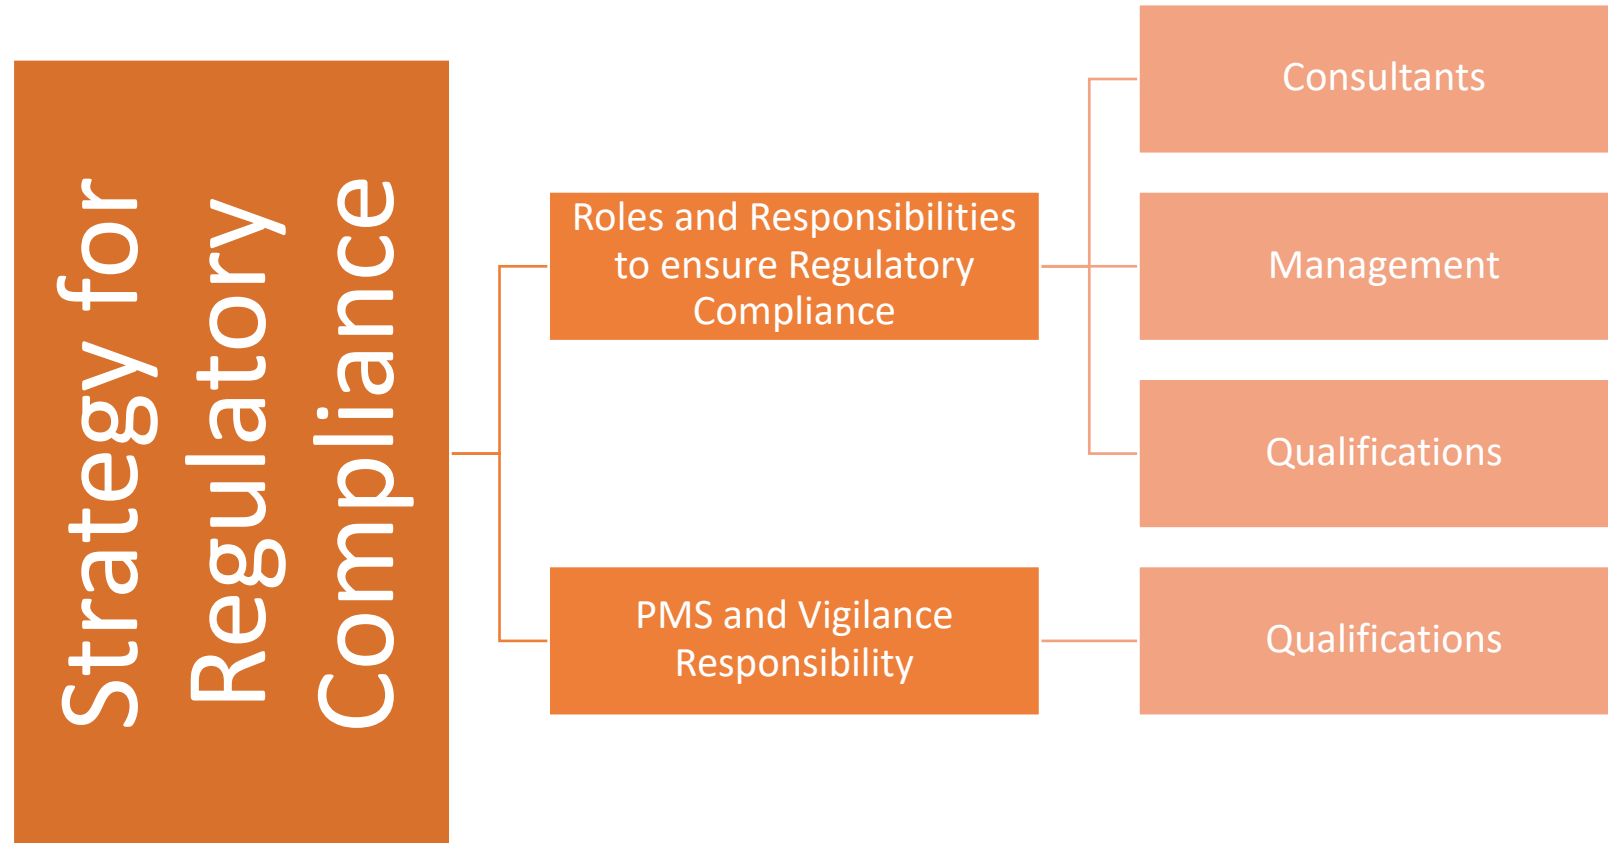 Strategy for
Regulatory
Compliance
Roles and Responsibilities
to ensure Regulatory
Compliance
Consultants
Management
Qualifications
PMS and Vigilance
Responsibility
Qualifications